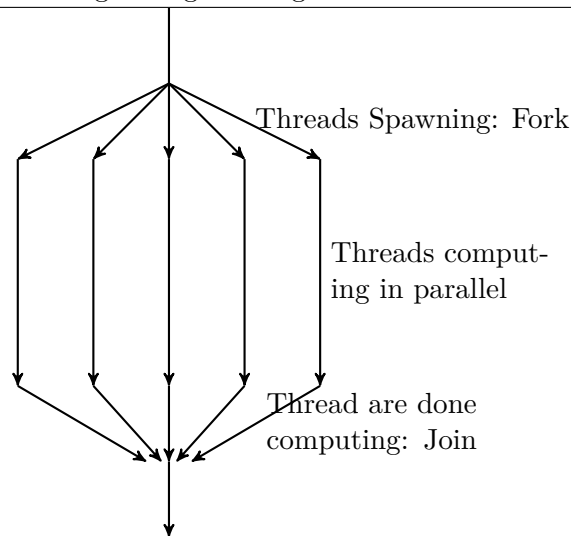 Threads Spawning: Fork
Threads comput-
ing in parallel
Thread are done
computing: Join